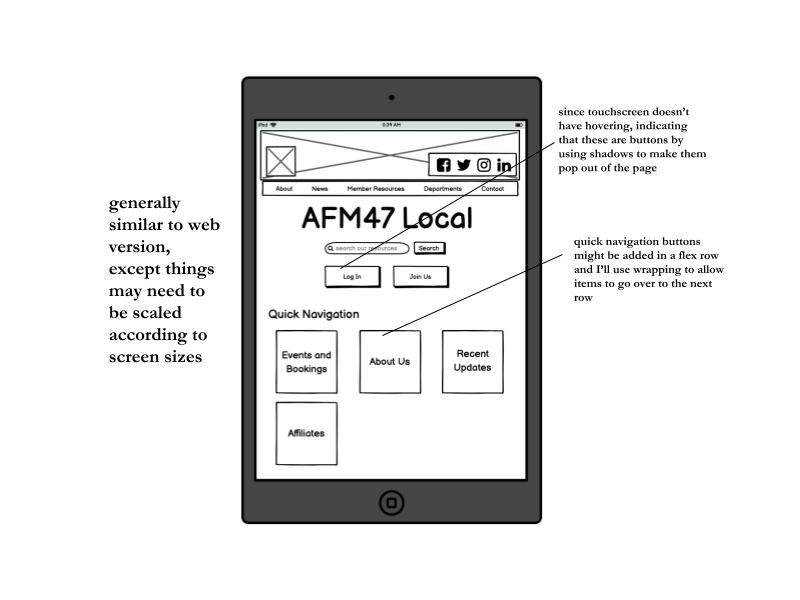 since touchscreen doesn't
have hovering, indicating
that these are buttons by
using shadows to make them
pop out of the page
iPad
9:39 AM
About News Member Resources Departments Contact
generally
similar to web
version,
except things
may need to
be scaled
according to
screen sizes
AFM47 Local
search our resources
Search
Log In
Join Us
quick navigation buttons
might be added in a flex row
and I'll use wrapping to allow
items to go over to the next
row
Quick Navigation
Events and
Bookings
About Us
Recent
Updates
Affiliates